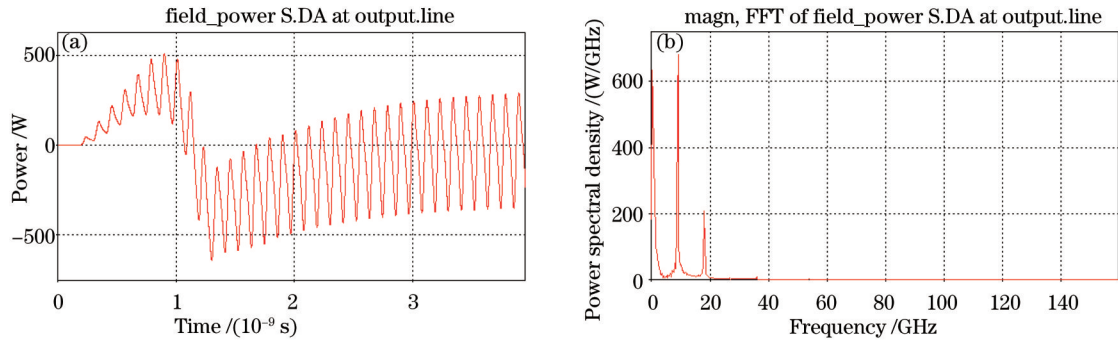 field_power S.DA at output.line
(a)
500
0
−500
Power /W
0
1
2
3
Time /(10⁻⁹ s)
magn, FFT of field_power S.DA at output.line
(b)
600
400
200
0
Power spectral density /(W/GHz)
0
20
40
60
80
100
120
140
Frequency /GHz